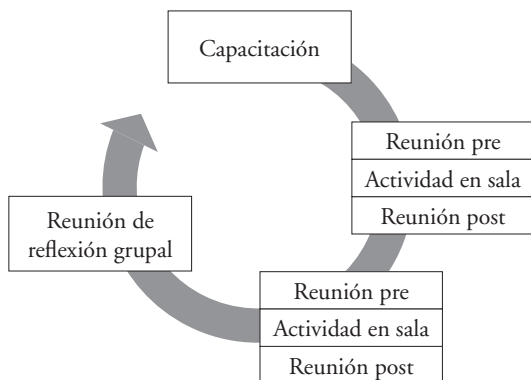 Capacitación
Reunión pre
Actividad en sala
Reunión post
Reunión pre
Actividad en sala
Reunión post
Reunión de
reflexión grupal